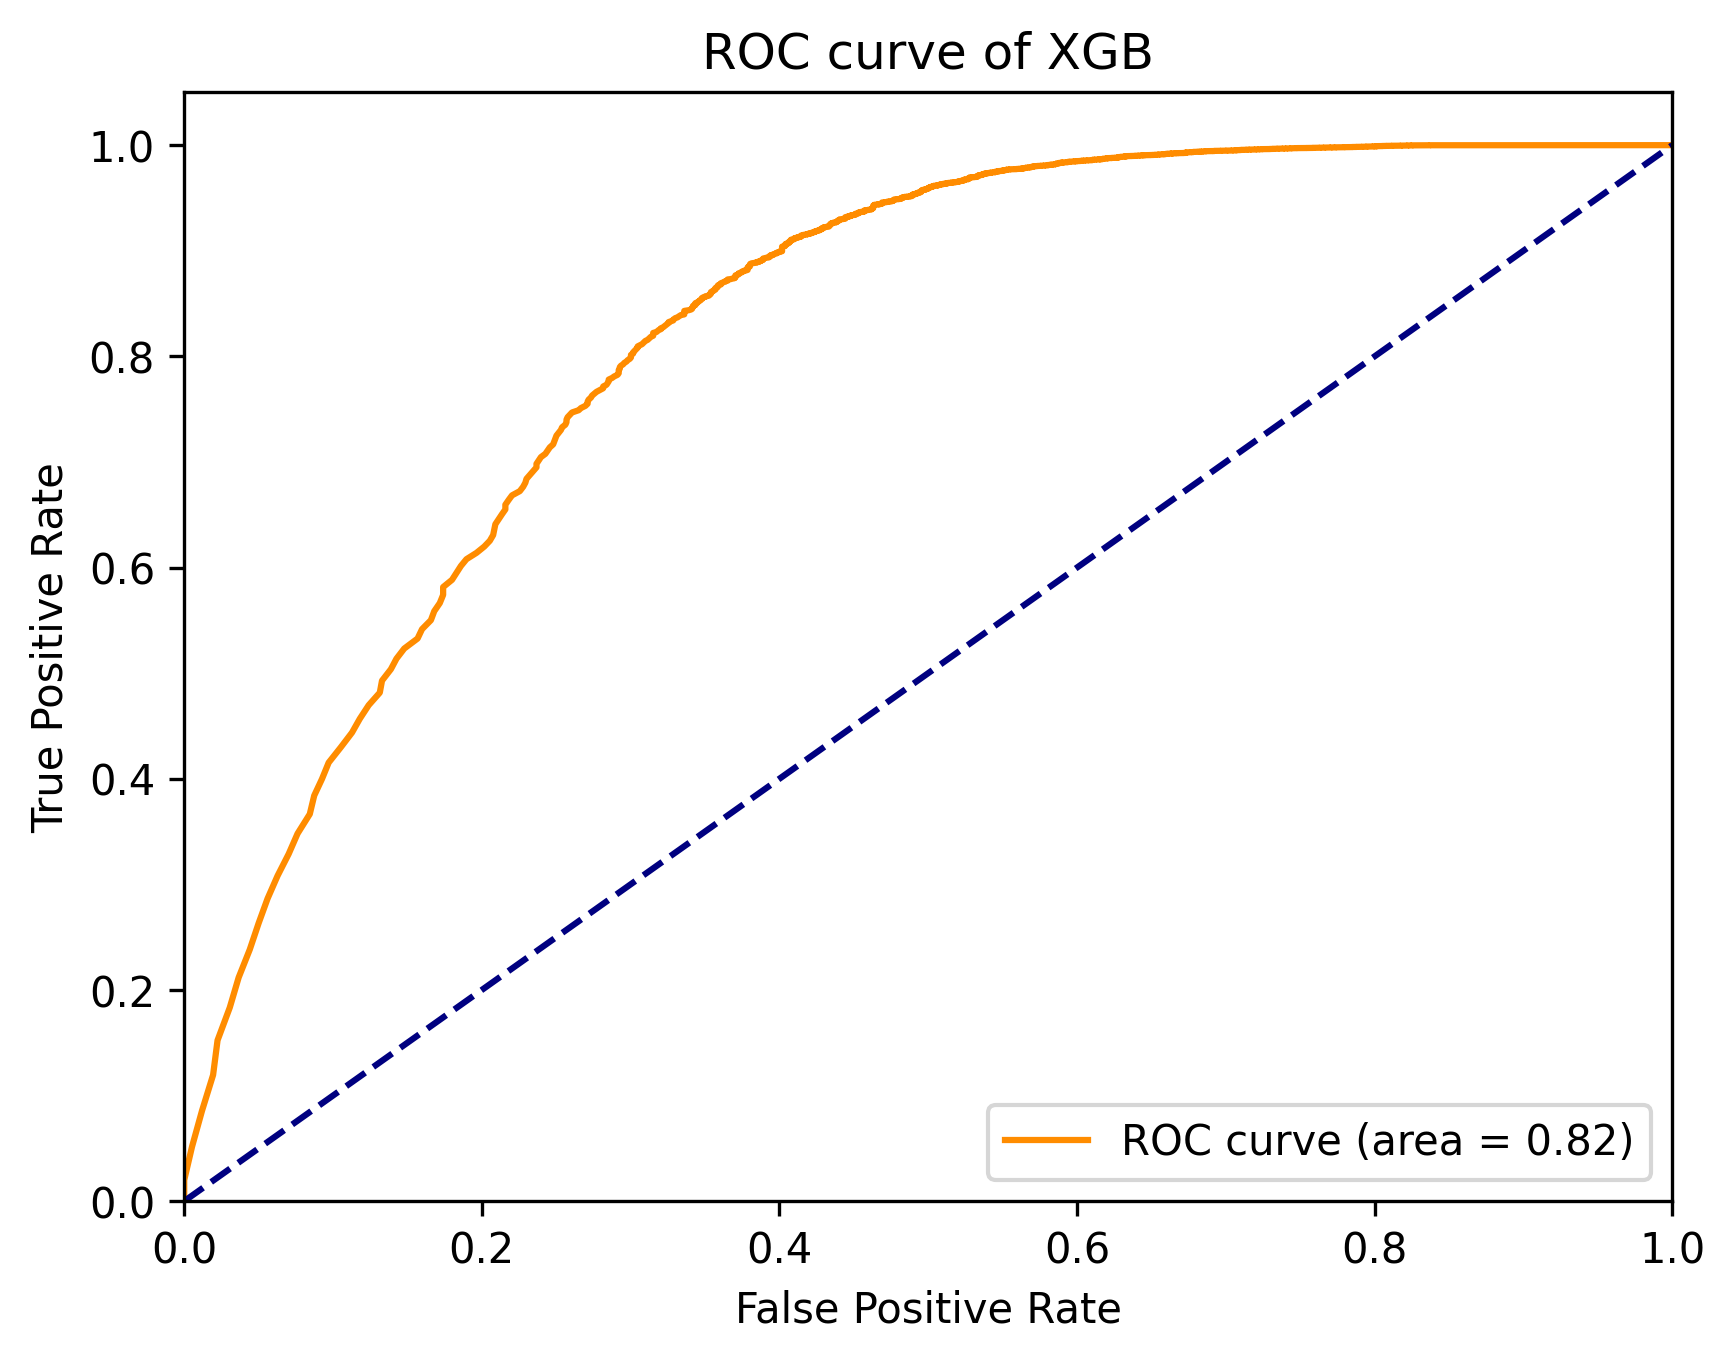 ROC curve of XGB
True Positive Rate
1.0
0.8
0.6
0.4
0.2
0.0
ROC curve (area = 0.82)
0.0 0.2 0.4 0.6 0.8 1.0
False Positive Rate